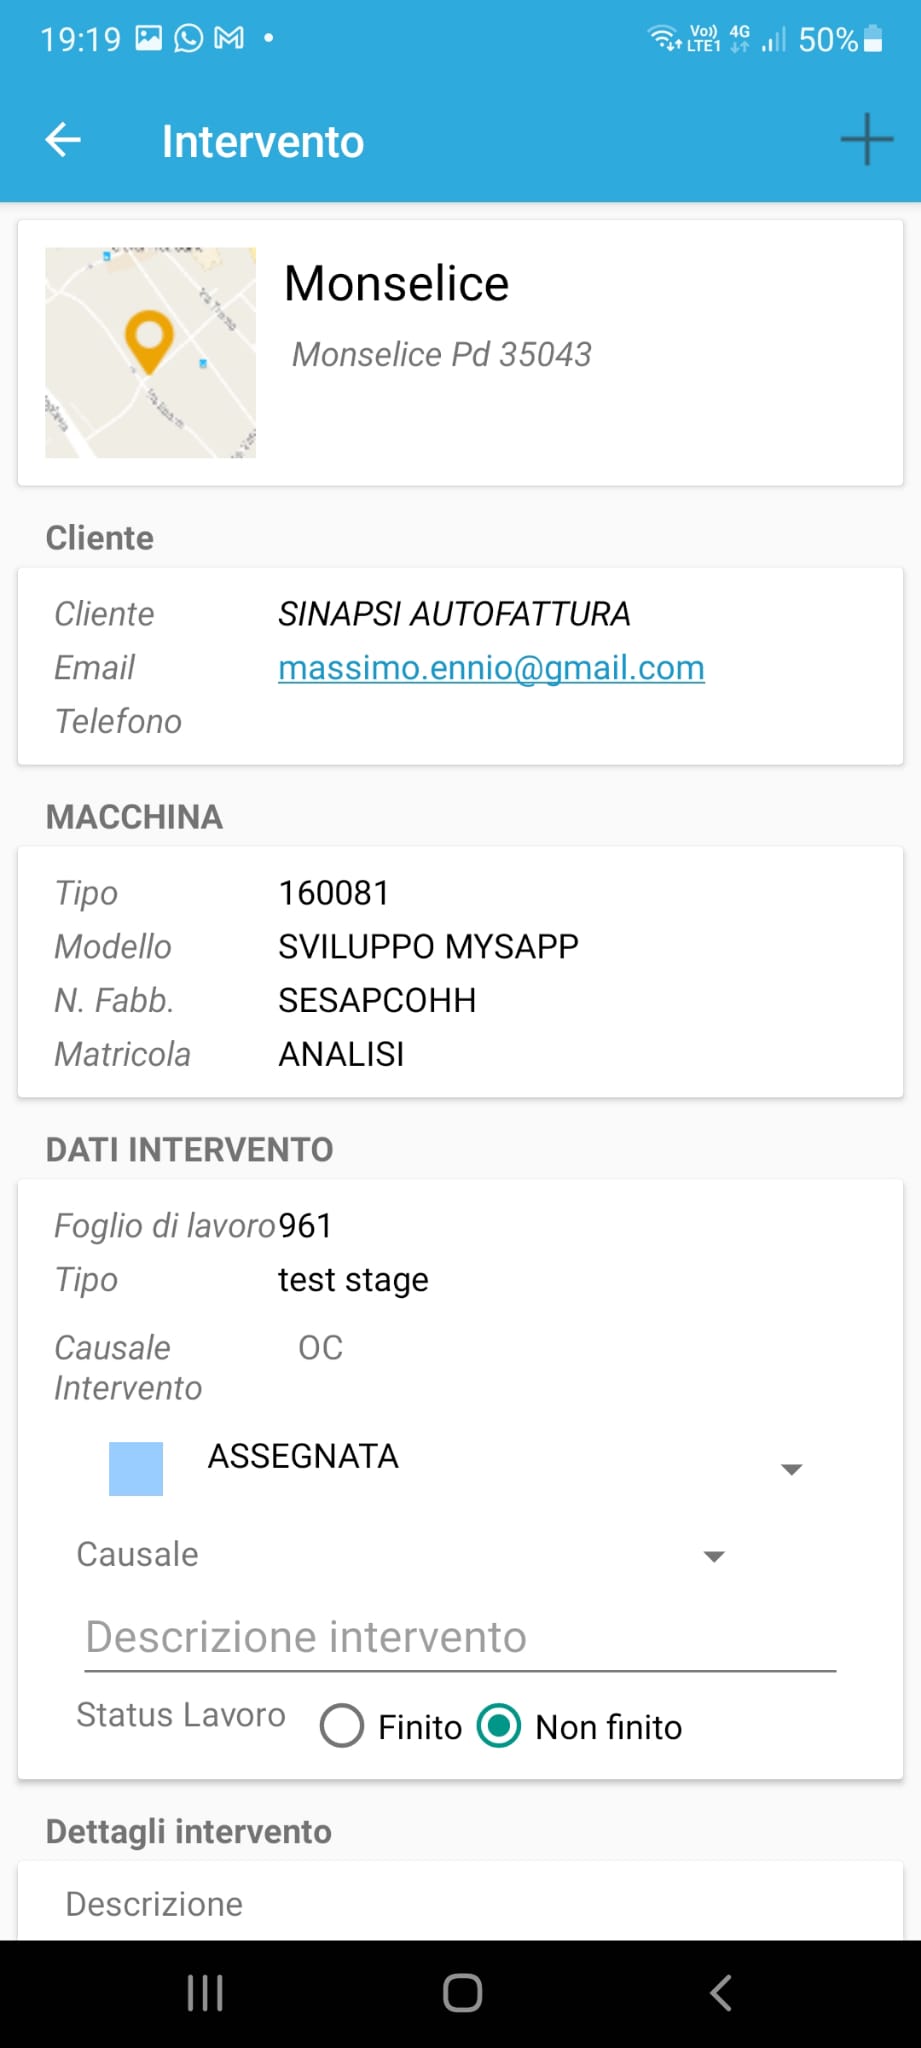 19:19
Vo)) LTE1 4G 50%
Intervento
Monselice
Monselice Pd 35043
Cliente
Cliente SINAPSI AUTOFATTURA
Email massimo.ennio@gmail.com
Telefono
MACCHINA
Tipo 160081
Modello SVILUPPO MYSAPP
N. Fabb. SESAPCOHH
Matricola ANALISI
DATI INTERVENTO
Foglio di lavoro 961
Tipo test stage
Causale OC
Intervento
ASSEGNATA
Causale
Descrizione intervento
Status Lavoro Finito Non finito
Dettagli intervento
Descrizione